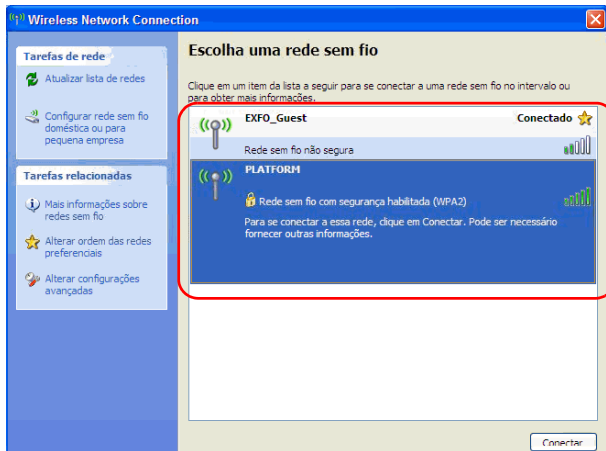 Wireless Network Connection
Tarefas de rede
Atualizar lista de redes
Configurar rede sem fio
doméstica ou para
pequena empresa
Tarefas relacionadas
Mais informações sobre
redes sem fio
Alterar ordem das redes
preferenciais
Alterar configurações
avançadas
Escolha uma rede sem fio
Clique em um item da lista a seguir para se conectar a uma rede sem fio no intervalo ou
para obter mais informações.
EXFO_Guest Conectado
Rede sem fio não segura
PLATFORM
Rede sem fio com segurança habilitada (WPA2)
Para se conectar a essa rede, clique em Conectar. Pode ser necessário
fornecer outras informações.
Conectar